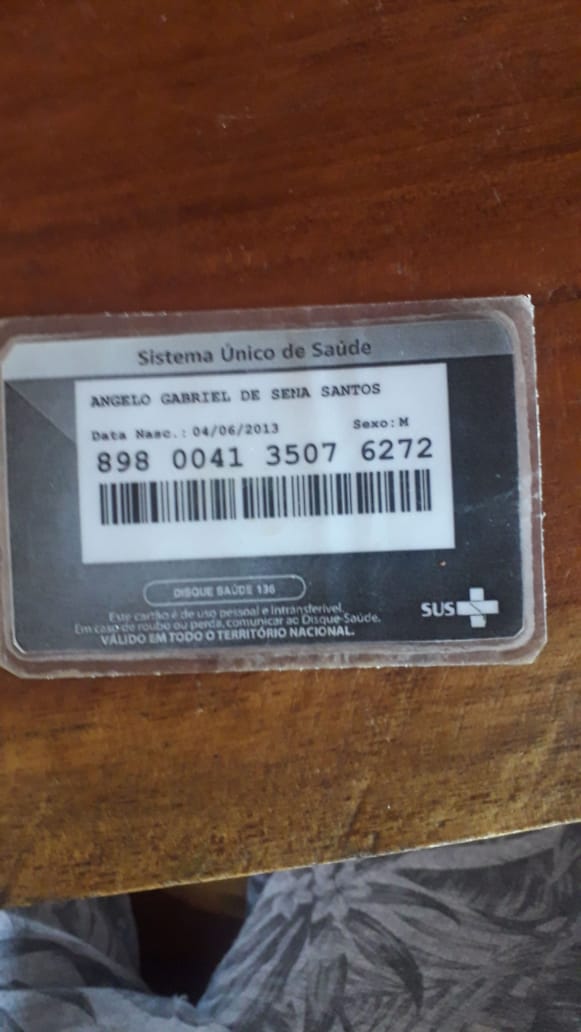 Sistema Único de Saúde
ANGELO GABRIEL DE SENA SANTOS
Data Nasc.: 04/06/2013 Sexo: M
898 0041 3507 6272
DISQUE SAÚDE 136
Este cartão é de uso pessoal e intransferível.
Em caso de roubo ou perda, comunicar ao Disque-Saúde.
VÁLIDO EM TODO O TERRITÓRIO NACIONAL.
SUS